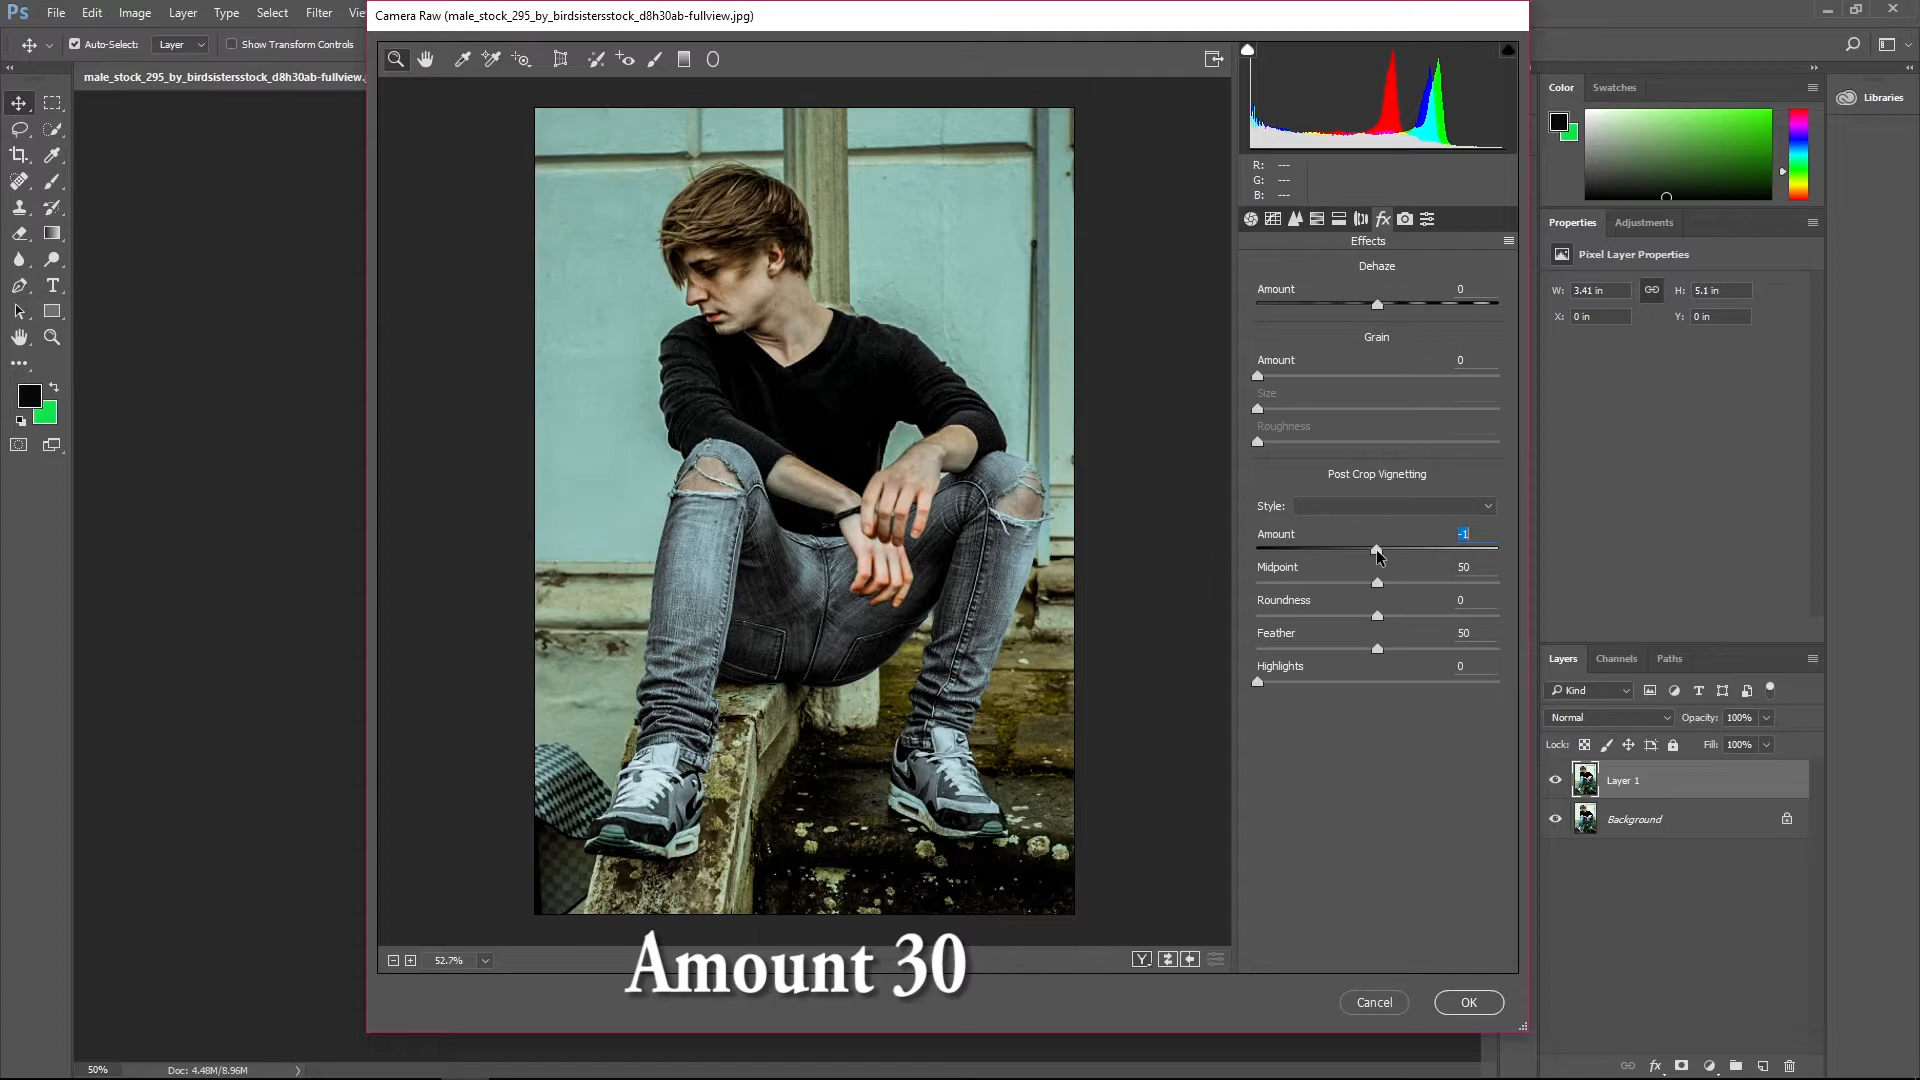 Ps File Edit Image Layer Type Select Filter
Camera Raw (male_stock_295_by_birdsistersstock_d8h30ab-fullview.jpg)
Auto-Select: Layer Show Transform Controls
male_stock_295_by_birdsistersstock_d8h30ab-fullview.
R: ---
G: ---
B: ---
fx
Effects
Dehaze
Amount 0
Grain
Amount 0
Size
Roughness
Post Crop Vignetting
Style:
Amount -1
Midpoint 50
Roundness 0
Feather 50
Highlights 0
52.7%
Y
Amount 30
Cancel OK
50% Doc: 4.48M/8.96M
Color Swatches
Libraries
Properties Adjustments
Pixel Layer Properties
W: 3.41 in H: 5.1 in
X: 0 in Y: 0 in
Layers Channels Paths
Kind
Normal Opacity: 100%
Lock: Fill: 100%
Layer 1
Background
fx